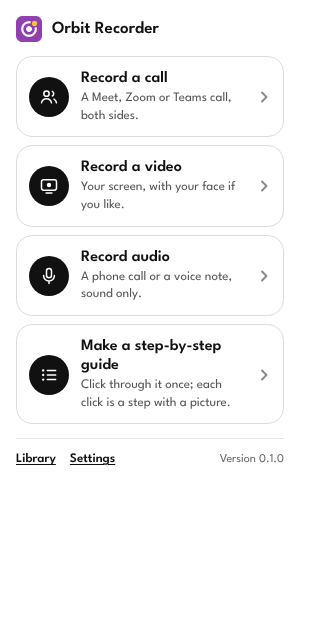 Orbit Recorder
Record a call
A Meet, Zoom or Teams call,
both sides.
Record a video
Your screen, with your face if
you like.
Record audio
A phone call or a voice note,
sound only.
Make a step-by-step
guide
Click through it once; each
click is a step with a picture.
Library Settings Version 0.1.0